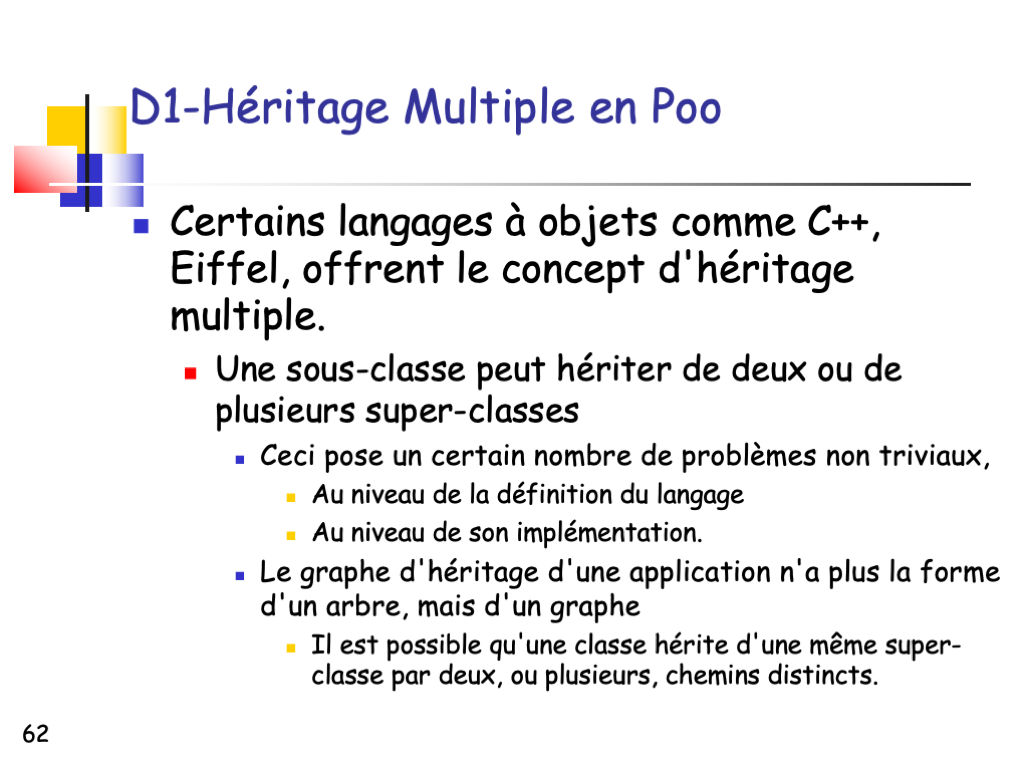 D1-Héritage Multiple en Poo
Certains langages à objets comme C++,
Eiffel, offrent le concept d'héritage
multiple.
Une sous-classe peut hériter de deux ou de
plusieurs super-classes
Ceci pose un certain nombre de problèmes non triviaux,
Au niveau de la définition du langage
Au niveau de son implémentation.
Le graphe d'héritage d'une application n'a plus la forme
d'un arbre, mais d'un graphe
Il est possible qu'une classe hérite d'une même super-
classe par deux, ou plusieurs, chemins distincts.
62